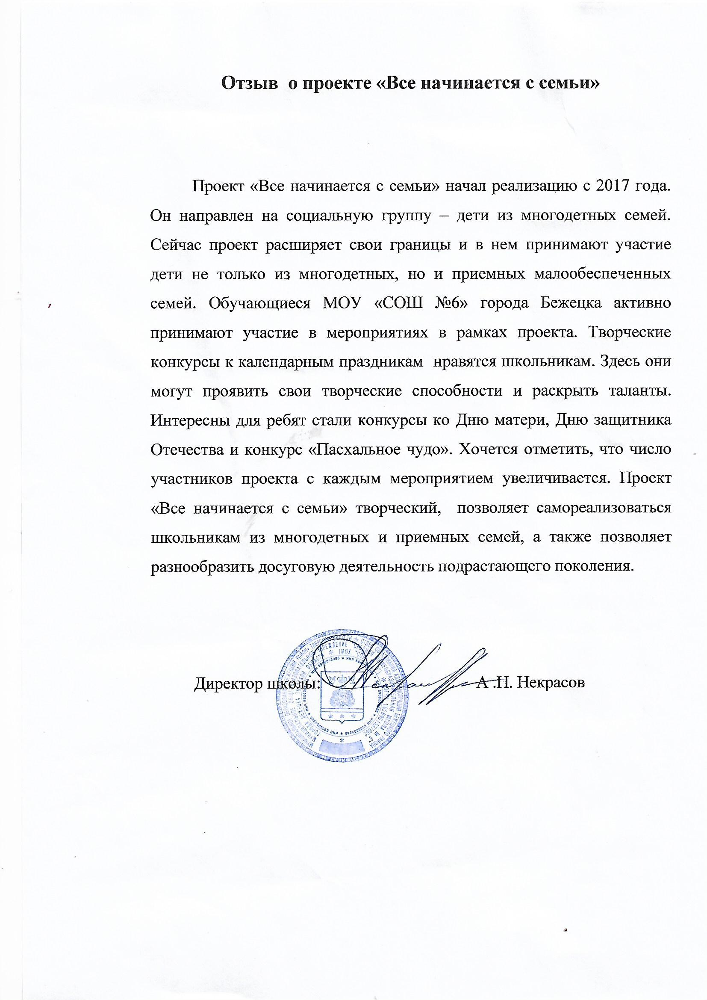 Отзыв  о проекте «Все начинается с семьи»
Проект «Все начинается с семьи» начал реализацию с 2017 года.
Он направлен на социальную группу – дети из многодетных семей.
Сейчас проект расширяет свои границы и в нем принимают участие
дети не только из многодетных, но и приемных малообеспеченных
семей. Обучающиеся МОУ «СОШ №6» города Бежецка активно
принимают участие в мероприятиях в рамках проекта. Творческие
конкурсы к календарным праздникам  нравятся школьникам. Здесь они
могут проявить свои творческие способности и раскрыть таланты.
Интересны для ребят стали конкурсы ко Дню матери, Дню защитника
Отечества и конкурс «Пасхальное чудо». Хочется отметить, что число
участников проекта с каждым мероприятием увеличивается. Проект
«Все начинается с семьи» творческий,  позволяет самореализоваться
школьникам из многодетных и приемных семей, а также позволяет
разнообразить досуговую деятельность подрастающего поколения.
Директор школы: А .Н. Некрасов